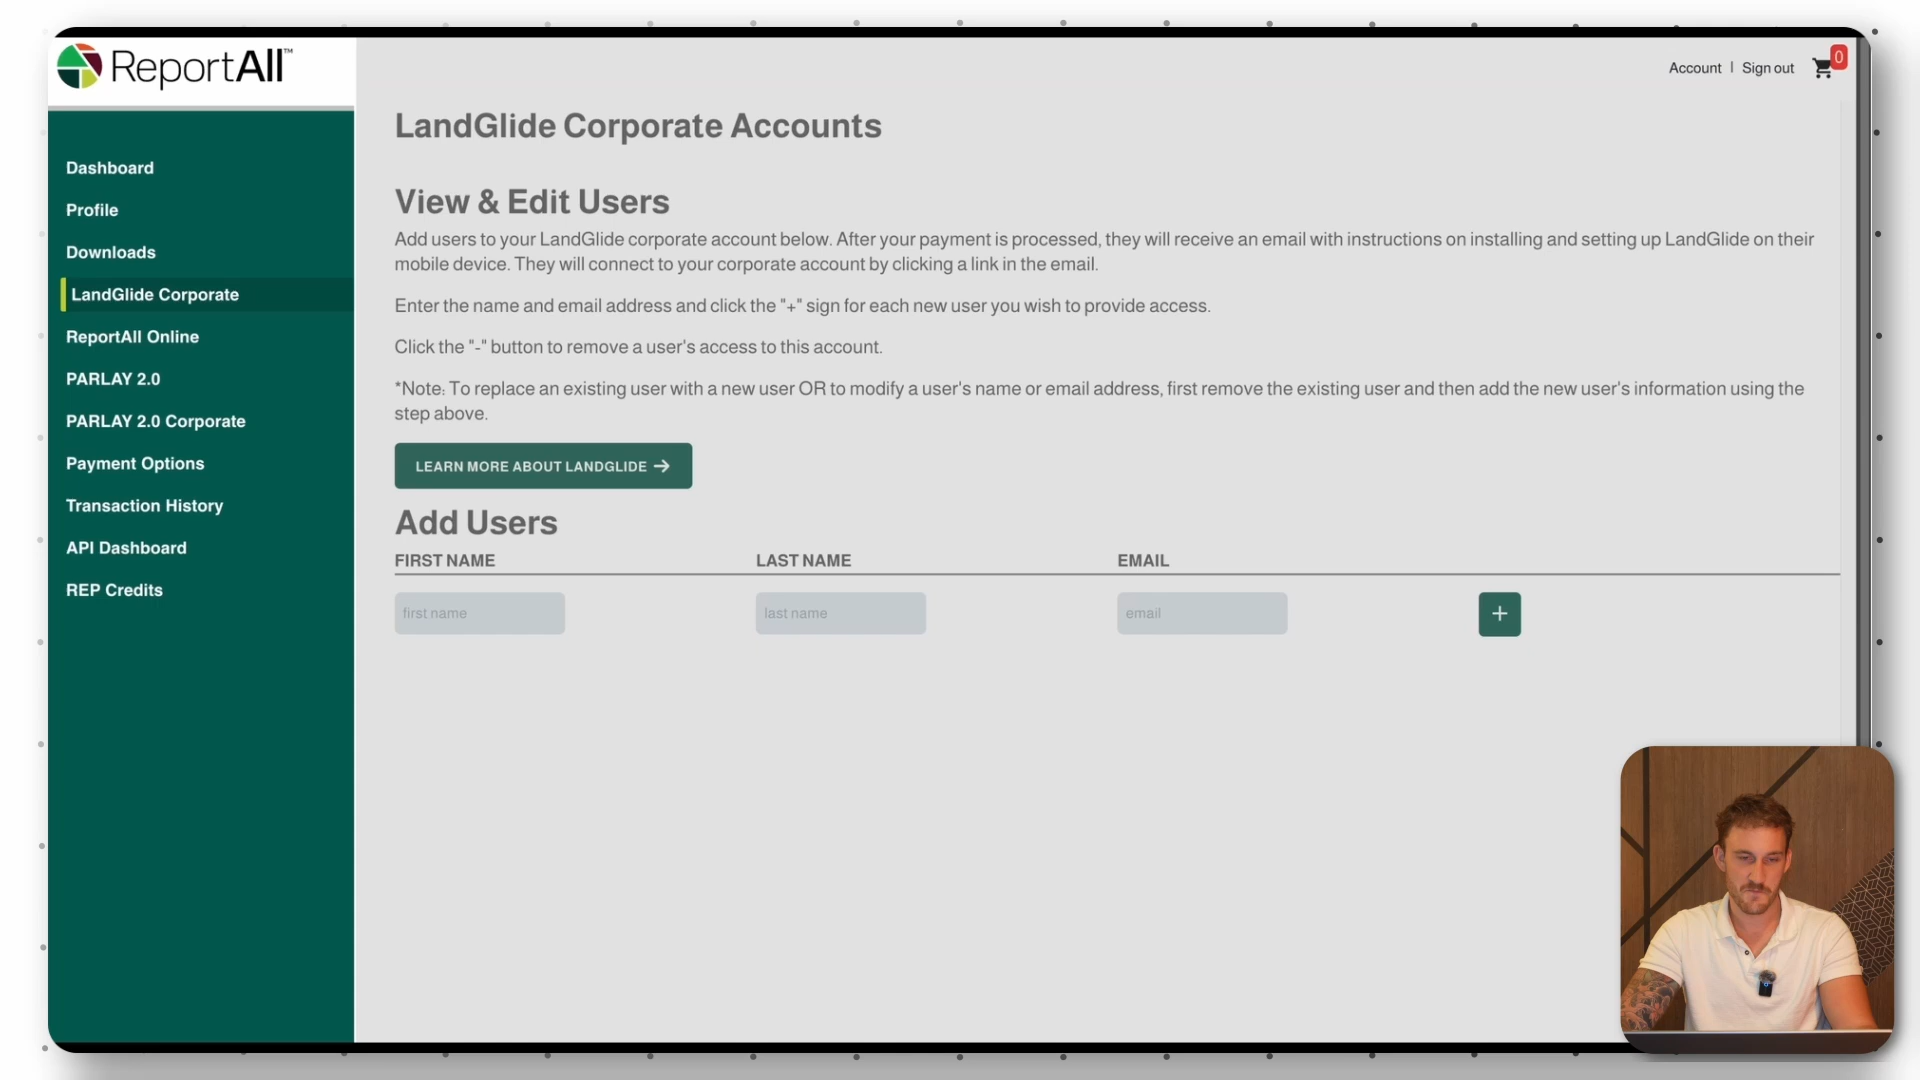 ReportAll™
Account | Sign out
0
Dashboard
Profile
Downloads
LandGlide Corporate
ReportAll Online
PARLAY 2.0
PARLAY 2.0 Corporate
Payment Options
Transaction History
API Dashboard
REP Credits
LandGlide Corporate Accounts
View & Edit Users
Add users to your LandGlide corporate account below. After your payment is processed, they will receive an email with instructions on installing and setting up LandGlide on their
mobile device. They will connect to your corporate account by clicking a link in the email.
Enter the name and email address and click the "+" sign for each new user you wish to provide access.
Click the "-" button to remove a user's access to this account.
*Note: To replace an existing user with a new user OR to modify a user's name or email address, first remove the existing user and then add the new user's information using the
step above.
LEARN MORE ABOUT LANDGLIDE →
Add Users
FIRST NAME LAST NAME EMAIL
first name last name email +